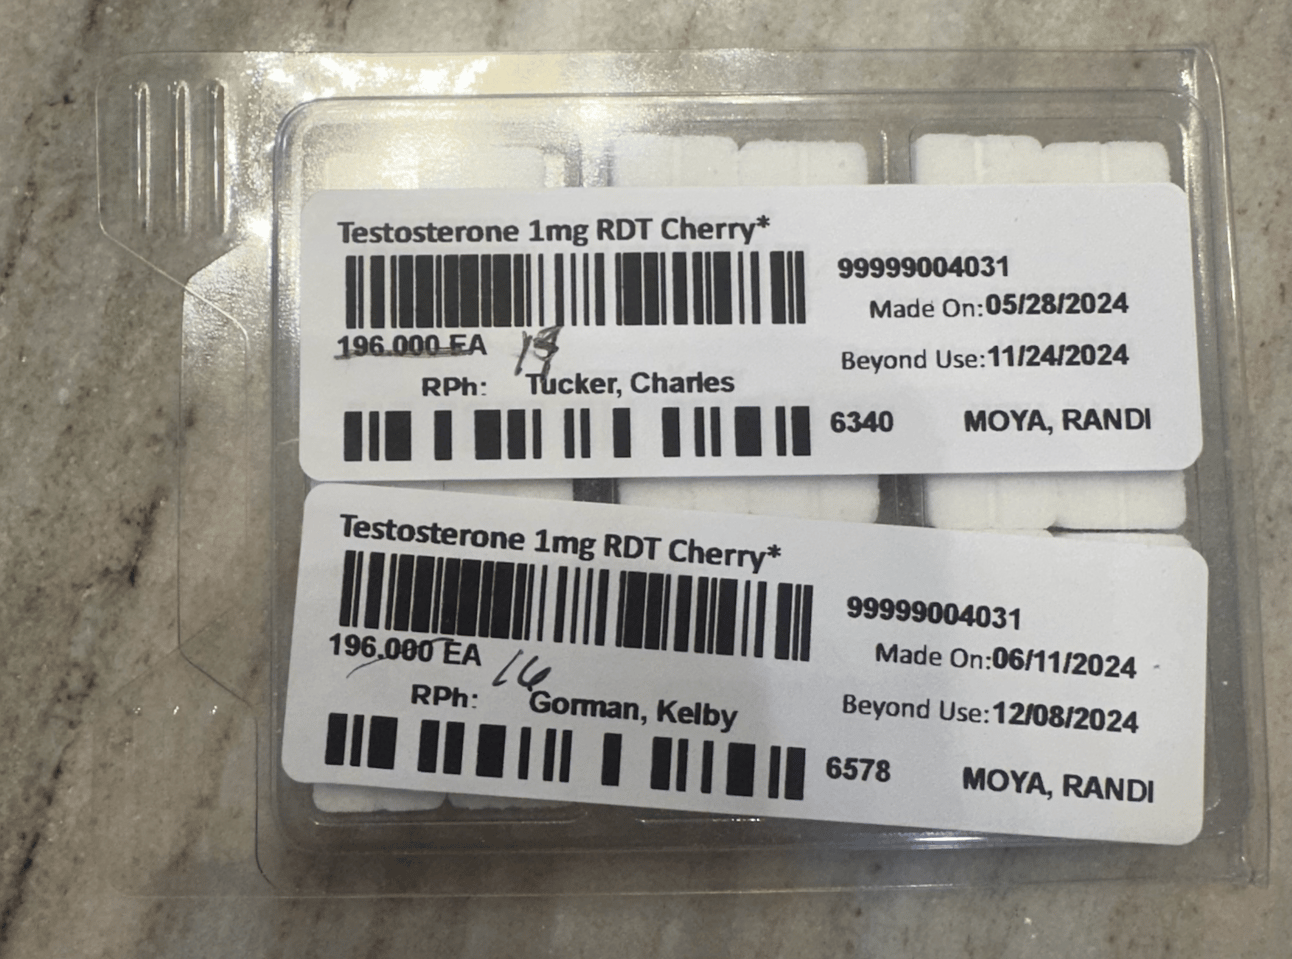 Testosterone 1mg RDT Cherry*
99999004031
Made On:05/28/2024
196.000 EA
Beyond Use:11/24/2024
RPh: Tucker, Charles
6340 MOYA, RANDI
Testosterone 1mg RDT Cherry*
99999004031
Made On:06/11/2024
196.000 EA 16
Beyond Use:12/08/2024
RPh: Gorman, Kelby
6578 MOYA, RANDI